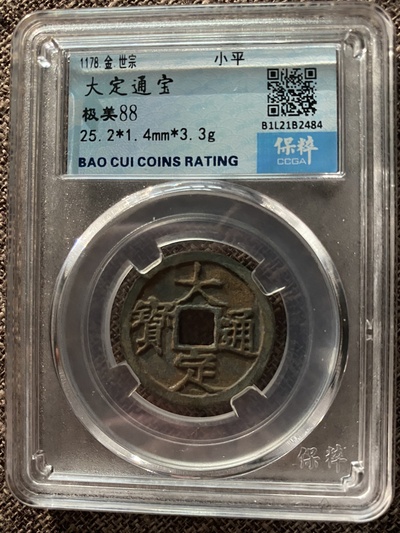 1178.金.世宗 小平
大定通宝
极美88
25.2*1.4mm*3.3g
B1L21B2484
保粹
CCGA
BAO CUI COINS RATING
大定通寶
保粹